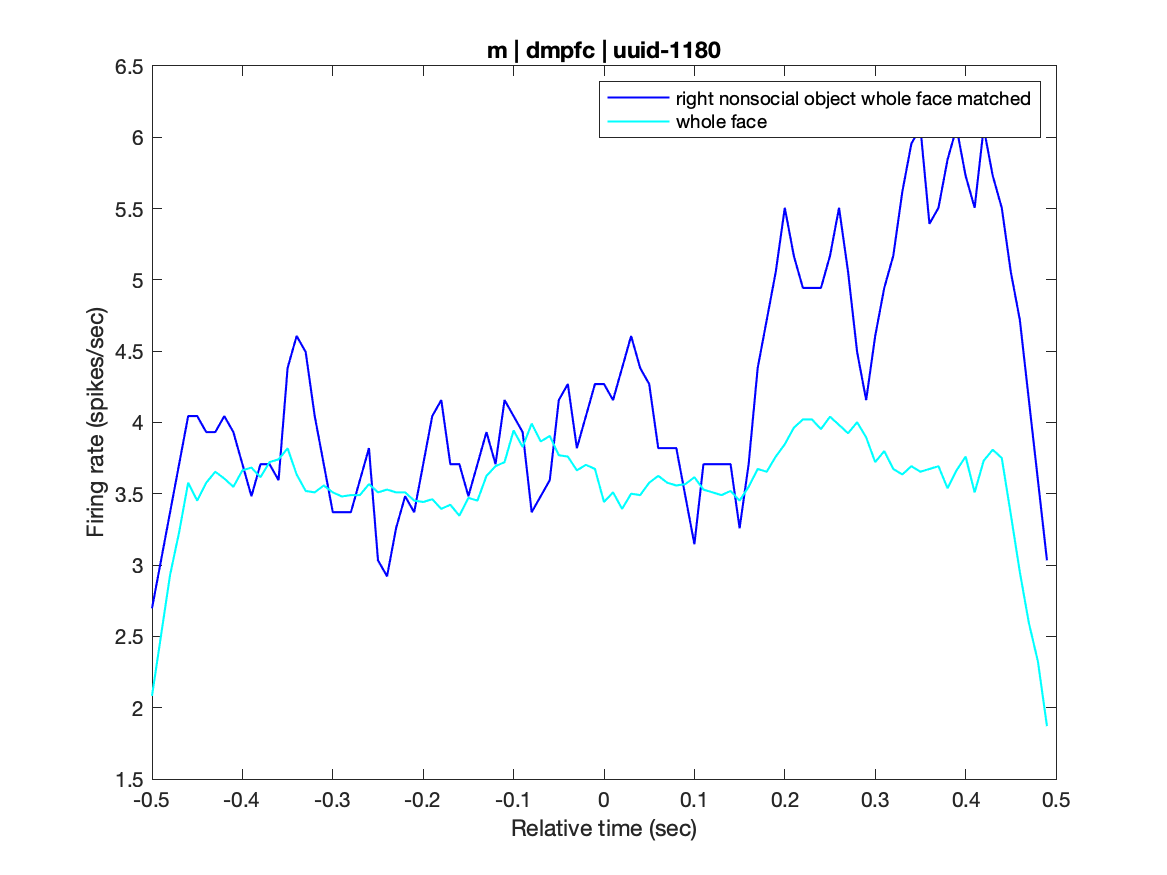 m | dmpfc | uuid-1180
6.5
6
5.5
5
4.5
4
3.5
3
2.5
2
1.5
Firing rate (spikes/sec)
right nonsocial object whole face matched
whole face
-0.5 -0.4 -0.3 -0.2 -0.1 0 0.1 0.2 0.3 0.4 0.5
Relative time (sec)